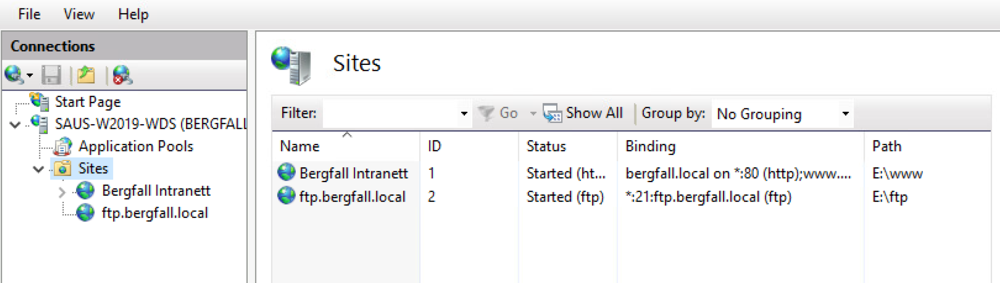 File View Help
Connections
Start Page
SAUS-W2019-WDS (BERGFALL
Application Pools
Sites
Bergfall Intranett
ftp.bergfall.local
Sites
Filter: Go Show All Group by: No Grouping
Name ID Status Binding Path
Bergfall Intranett 1 Started (ht... bergfall.local on *:80 (http);www.... E:\www
ftp.bergfall.local 2 Started (ftp) *:21:ftp.bergfall.local (ftp) E:\ftp